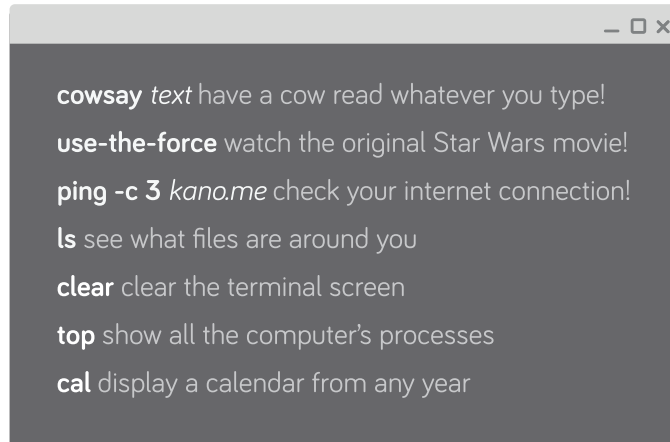 cowsay text have a cow read whatever you type!
use-the-force watch the original Star Wars movie!
ping -c 3 kano.me check your internet connection!
ls see what files are around you
clear clear the terminal screen
top show all the computer’s processes
cal display a calendar from any year